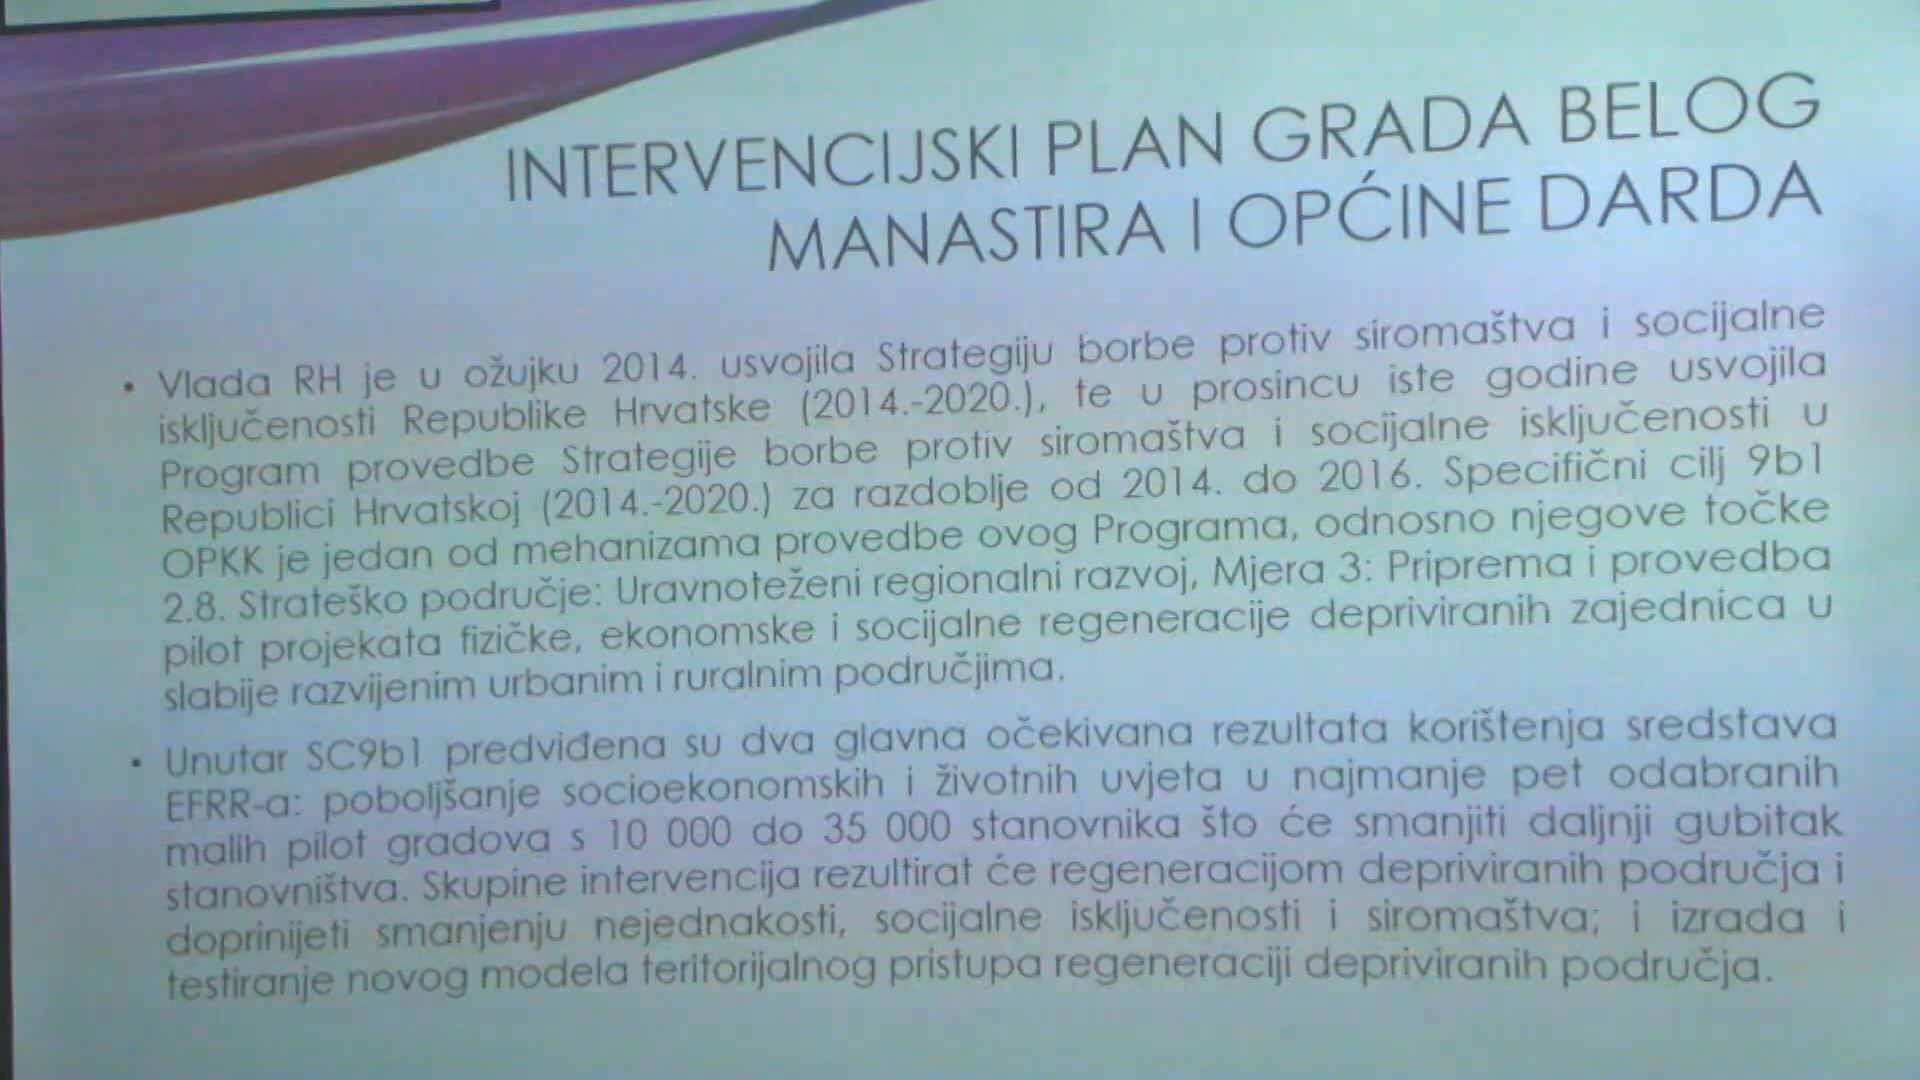 INTERVENCIJSKI PLAN GRADA BELOG
MANASTIRA I OPĆINE DARDA
• Vlada RH je u ožujku 2014. usvojila Strategiju borbe protiv siromaštva i socijalne
isključenosti Republike Hrvatske (2014.-2020.), te u prosincu iste godine usvojila
Program provedbe Strategije borbe protiv siromaštva i socijalne isključenosti u
Republici Hrvatskoj (2014.-2020.) za razdoblje od 2014. do 2016. Specifični cilj 9b1
OPKK je jedan od mehanizama provedbe ovog Programa, odnosno njegove točke
2.8. Strateško područje: Uravnoteženi regionalni razvoj, Mjera 3: Priprema i provedba
pilot projekata fizičke, ekonomske i socijalne regeneracije depriviranih zajednica u
slabije razvijenim urbanim i ruralnim područjima.
• Unutar SC9b1 predviđena su dva glavna očekivana rezultata korištenja sredstava
EFRR-a: poboljšanje socioekonomskih i životnih uvjeta u najmanje pet odabranih
malih pilot gradova s 10 000 do 35 000 stanovnika što će smanjiti daljnji gubitak
stanovništva. Skupine intervencija rezultirat će regeneracijom depriviranih područja i
doprinijeti smanjenju nejednakosti, socijalne isključenosti i siromaštva; i izrada i
testiranje novog modela teritorijalnog pristupa regeneraciji depriviranih područja.